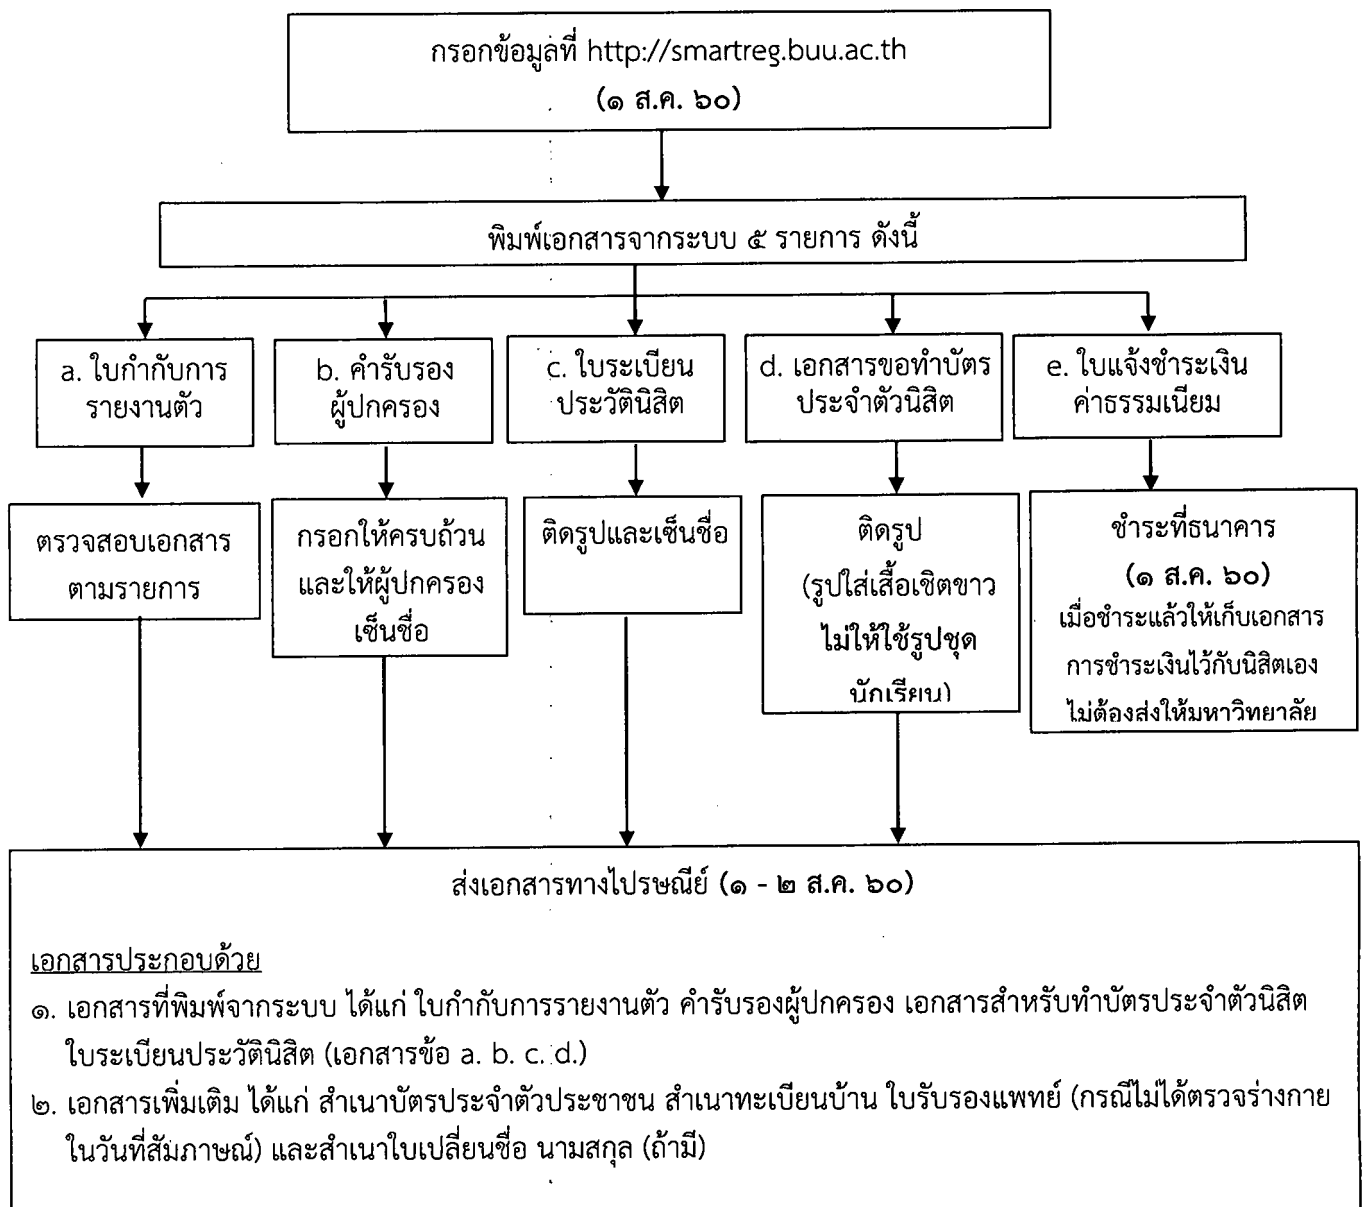 กรอกข้อมูลที่ http://smartreg.buu.ac.th
(๑ ส.ค. ๖๐)
พิมพ์เอกสารจากระบบ ๕ รายการ ดังนี้
a. ใบกำกับการ
รายงานตัว
b. คำรับรอง
ผู้ปกครอง
c. ใบระเบียน
ประวัตินิสิต
d. เอกสารขอทำบัตร
ประจำตัวนิสิต
e. ใบแจ้งชำระเงิน
ค่าธรรมเนียม
ตรวจสอบเอกสาร
ตามรายการ
กรอกให้ครบถ้วน
และให้ผู้ปกครอง
เซ็นชื่อ
ติดรูปและเซ็นชื่อ
ติดรูป
(รูปใส่เสื้อเชิตขาว
ไม่ให้ใช้รูปชุด
นักเรียน)
ชำระที่ธนาคาร
(๑ ส.ค. ๖๐)
เมื่อชำระแล้วให้เก็บเอกสาร
การชำระเงินไว้กับนิสิตเอง
ไม่ต้องส่งให้มหาวิทยาลัย
ส่งเอกสารทางไปรษณีย์ (๑ - ๒ ส.ค. ๖๐)
เอกสารประกอบด้วย
๑. เอกสารที่พิมพ์จากระบบ ได้แก่ ใบกำกับการรายงานตัว คำรับรองผู้ปกครอง เอกสารสำหรับทำบัตรประจำตัวนิสิต
ใบระเบียนประวัตินิสิต (เอกสารข้อ a. b. c. d.)
๒. เอกสารเพิ่มเติม ได้แก่ สำเนาบัตรประจำตัวประชาชน สำเนาทะเบียนบ้าน ใบรับรองแพทย์ (กรณีไม่ได้ตรวจร่างกาย
ในวันที่สัมภาษณ์) และสำเนาใบเปลี่ยนชื่อ นามสกุล (ถ้ามี)